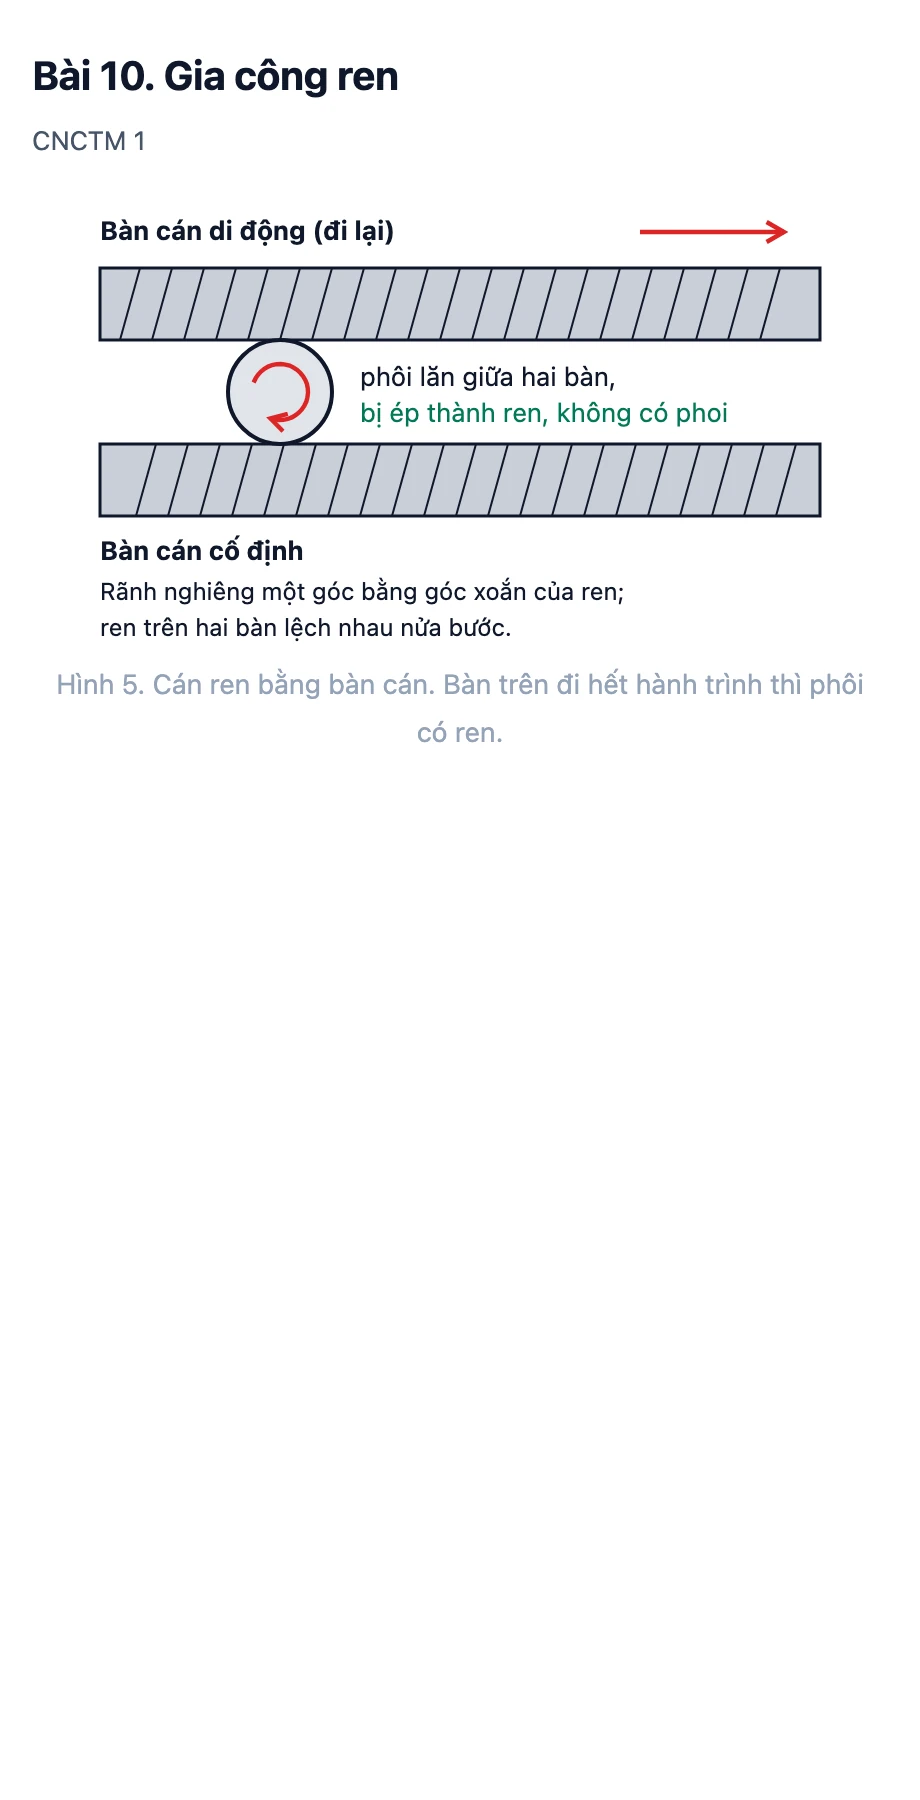 Bài 10. Gia công ren
CNCTM 1
Bàn cán di động (đi lại)
phôi lăn giữa hai bàn,
bị ép thành ren, không có phoi
Bàn cán cố định
Rãnh nghiêng một góc bằng góc xoắn của ren;
ren trên hai bàn lệch nhau nửa bước.
Hình 5. Cán ren bằng bàn cán. Bàn trên đi hết hành trình thì phôi
có ren.